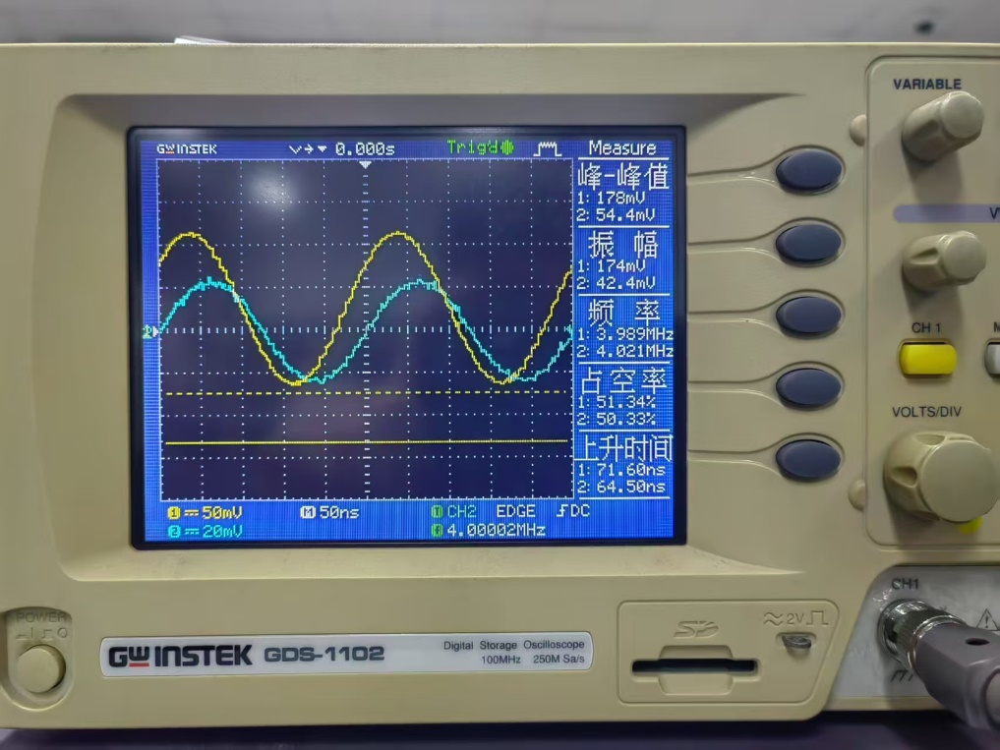 GWINSTEK
0.000s
Trig'd
Measure
峰-峰值
1: 178mV
2: 54.4mV
振 幅
1: 174mV
2: 42.4mV
频 率
1: 3.989MHz
2: 4.021MHz
占空率
1: 51.34%
2: 50.33%
上升时间
1: 71.60ns
2: 64.50ns
2
1 50mV
M 50ns
T CH2 EDGE DC
2 20mV
4.00002MHz
VARIABLE
CH 1
VOLTS/DIV
CH1
POWER
GWINSTEK GDS-1102
Digital Storage Oscilloscope
100MHz 250M Sa/s
SD
≈2V